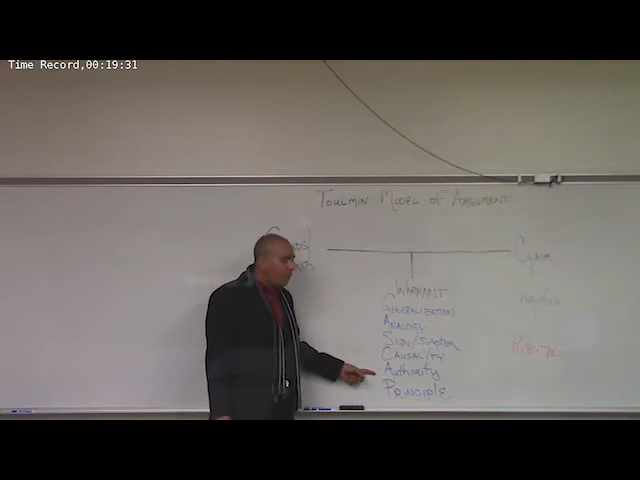 Time Record,00:19:31
TOULMIN MODEL OF ARGUMENT
CLAIM
WARRANT
GENERALIZATION
ANALOGY
SIGN/SYMPTOM
CAUSALITY
AUTHORITY
PRINCIPLE
REBUTTAL